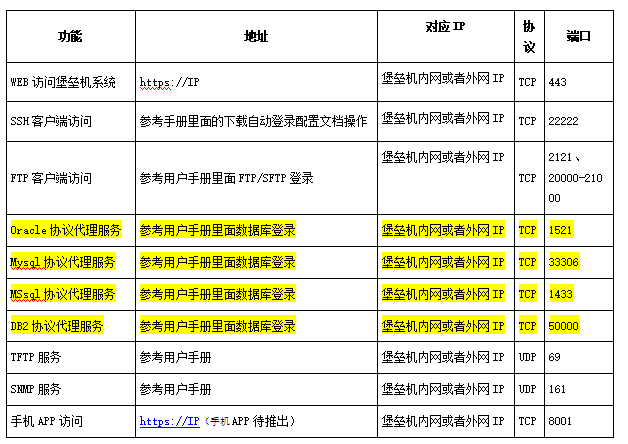 功能 地址 对应IP 协议 端口
WEB 访问堡垒机系统 https://IP 堡垒机内网或者外网 IP TCP 443
SSH 客户端访问 参考手册里面的下载自动登录配置文档操作 堡垒机内网或者外网 IP TCP 22222
FTP 客户端访问 参考用户手册里面 FTP/SFTP 登录 堡垒机内网或者外网 IP TCP 2121、
20000-210
00
Oracle 协议代理服务 参考用户手册里面数据库登录 堡垒机内网或者外网 IP TCP 1521
Mysql 协议代理服务 参考用户手册里面数据库登录 堡垒机内网或者外网 IP TCP 33306
MSsql 协议代理服务 参考用户手册里面数据库登录 堡垒机内网或者外网 IP TCP 1433
DB2 协议代理服务 参考用户手册里面数据库登录 堡垒机内网或者外网 IP TCP 50000
TFTP 服务 参考用户手册 堡垒机内网或者外网 IP UDP 69
SNMP 服务 参考用户手册 堡垒机内网或者外网 IP UDP 161
手机 APP 访问 https://IP（手机 APP 待推出） 堡垒机内网或者外网 IP TCP 8001